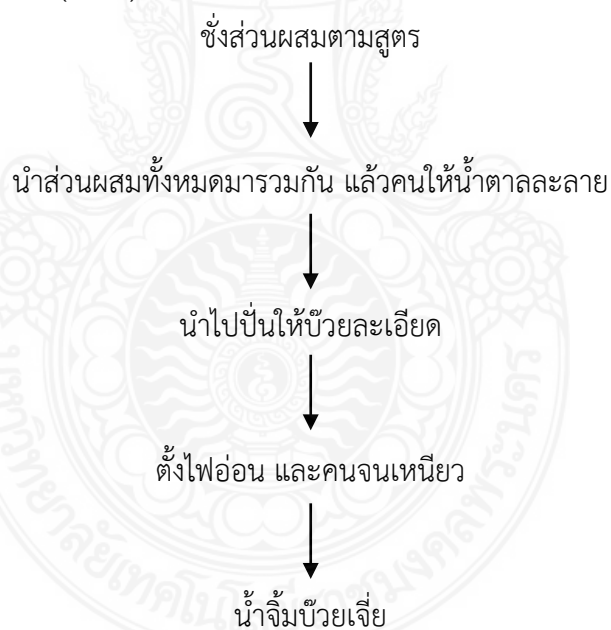 ชั่งส่วนผสมตามสูตร
นำส่วนผสมทั้งหมดมารวมกัน แล้วคนให้น้ำตาลละลาย
นำไปปั่นให้บ๊วยละเอียด
ตั้งไฟอ่อน และคนจนเหนียว
น้ำจิ้มบ๊วยเจี่ย